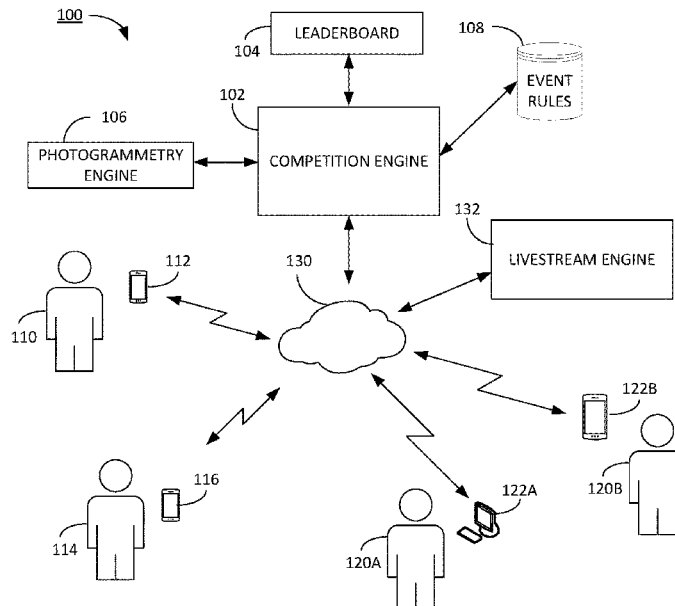 100
LEADERBOARD
104
108
EVENT
RULES
102
COMPETITION ENGINE
106
PHOTOGRAMMETRY
ENGINE
132
LIVESTREAM ENGINE
130
112
110
122B
120B
116
114
122A
120A